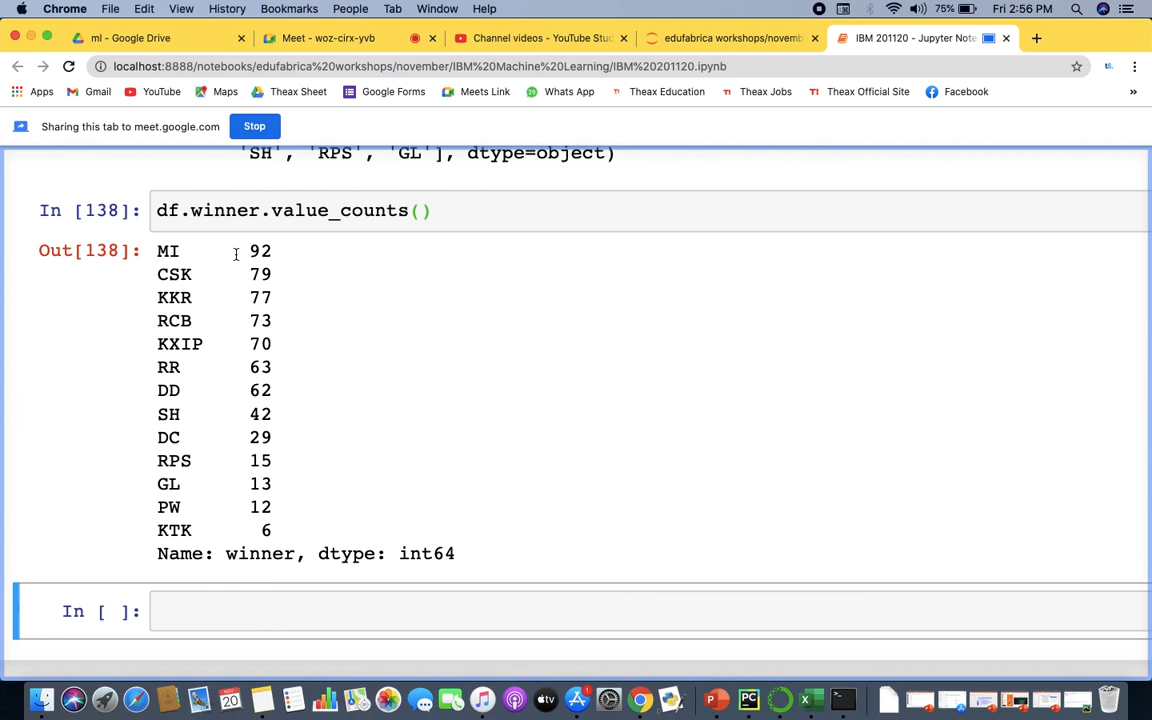 Chrome File Edit View History Bookmarks People Tab Window Help 75% Fri 2:56 PM
ml - Google Drive Meet - woz-cirx-yvb Channel videos - YouTube Stud edufabrica workshops/novemb IBM 201120 - Jupyter Note
localhost:8888/notebooks/edufabrica%20workshops/november/IBM%20Machine%20Learning/IBM%20201120.ipynb
Apps Gmail YouTube Maps Theax Sheet Google Forms Meets Link Whats App Theax Education Theax Jobs Theax Official Site Facebook »
Sharing this tab to meet.google.com Stop
'SH', 'RPS', 'GL'], dtype=object)
In [138]: df.winner.value_counts()
Out[138]: MI 92
CSK 79
KKR 77
RCB 73
KXIP 70
RR 63
DD 62
SH 42
DC 29
RPS 15
GL 13
PW 12
KTK 6
Name: winner, dtype: int64
In [ ]:
NOV
20